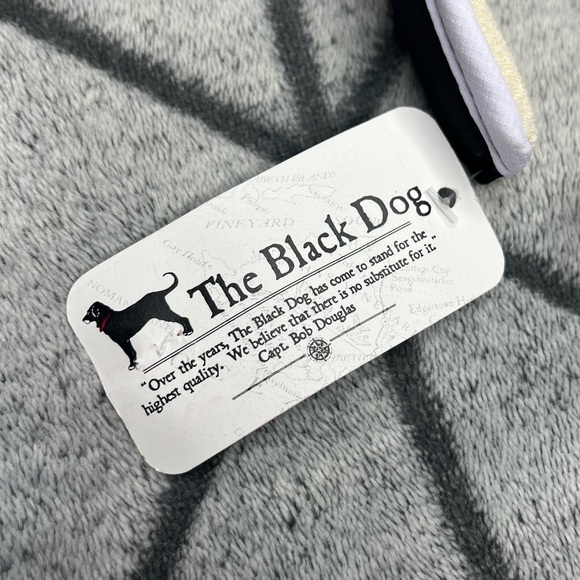 VINEYARD
The Black Dog
"Over the years, The Black Dog has come to stand for the
highest quality. We believe that there is no substitute for it."
Capt. Bob Douglas